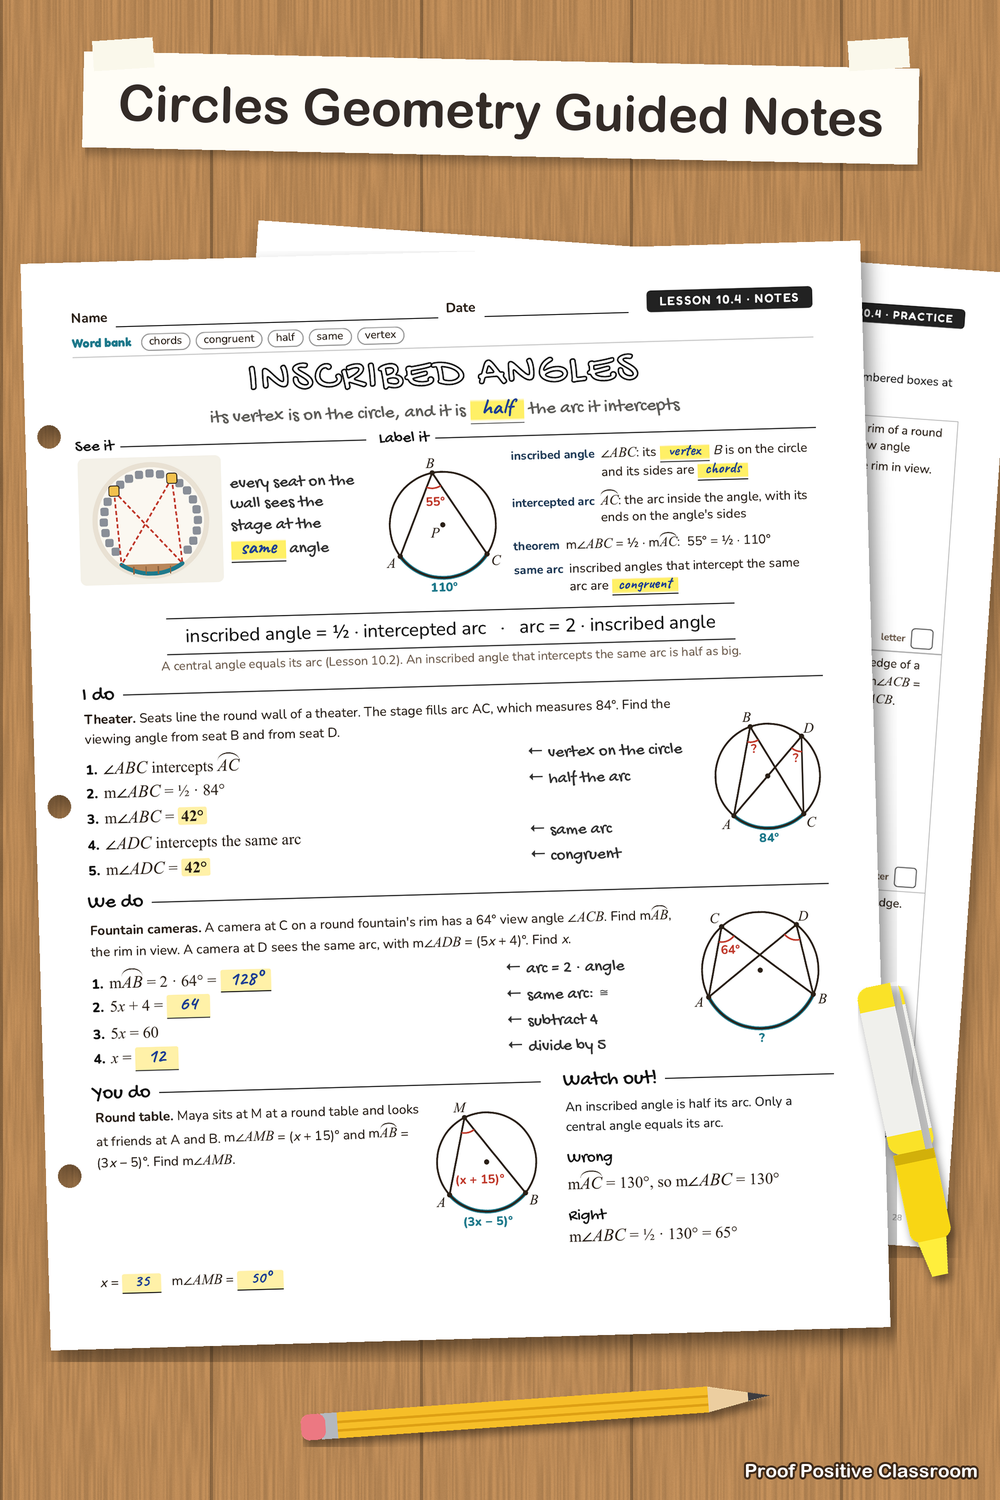 Circles Geometry Guided Notes
Name
Date
LESSON 10.4 · NOTES
Word bank chords congruent half same vertex
INSCRIBED ANGLES
its vertex is on the circle, and it is half the arc it intercepts
See it
every seat on the
wall sees the
stage at the
same angle
Label it
B
55°
P
A
C
110°
inscribed angle ∠ABC: its vertex B is on the circle
and its sides are chords
intercepted arc AC: the arc inside the angle, with its
ends on the angle's sides
theorem m∠ABC = ½ · mAC: 55° = ½ · 110°
same arc inscribed angles that intercept the same
arc are congruent
inscribed angle = ½ · intercepted arc · arc = 2 · inscribed angle
A central angle equals its arc (Lesson 10.2). An inscribed angle that intercepts the same arc is half as big.
I do
Theater. Seats line the round wall of a theater. The stage fills arc AC, which measures 84°. Find the
viewing angle from seat B and from seat D.
1. ∠ABC intercepts AC
← vertex on the circle
2. m∠ABC = ½ · 84°
← half the arc
3. m∠ABC = 42°
4. ∠ADC intercepts the same arc
← same arc
5. m∠ADC = 42°
← congruent
B
D
?
?
A
C
84°
We do
Fountain cameras. A camera at C on a round fountain's rim has a 64° view angle ∠ACB. Find mAB,
the rim in view. A camera at D sees the same arc, with m∠ADB = (5x + 4)°. Find x.
1. mAB = 2 · 64° = 128°
← arc = 2 · angle
2. 5x + 4 = 64
← same arc: ≅
3. 5x = 60
← subtract 4
4. x = 12
← divide by 5
C
D
64°
A
B
?
You do
Round table. Maya sits at M at a round table and looks
at friends at A and B. m∠AMB = (x + 15)° and mAB =
(3x − 5)°. Find m∠AMB.
M
(x + 15)°
A
B
(3x − 5)°
x = 35 m∠AMB = 50°
Watch out!
An inscribed angle is half its arc. Only a
central angle equals its arc.
Wrong
mAC = 130°, so m∠ABC = 130°
Right
m∠ABC = ½ · 130° = 65°
0.4 · PRACTICE
boxes at
rim of a round
angle
rim in view.
letter
edge of a
∠ACB =
28
Proof Positive Classroom